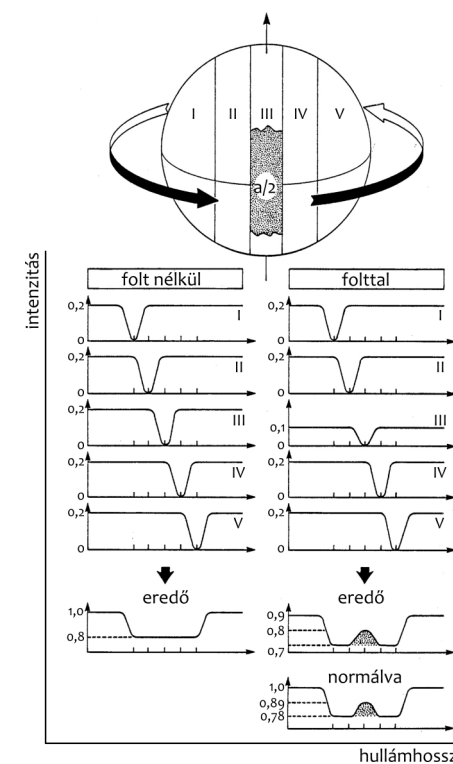 I II III IV V
a/2
intenzitás
folt nélkül
0,2
I
0
0,2
II
0
0,2
III
0
0,2
IV
0
0,2
V
0
eredő
1,0
0,8
folttal
0,2
I
0
0,2
II
0
0,1
III
0
0,2
IV
0
0,2
V
0
eredő
0,9
0,8
0,7
normálva
1,0
0,89
0,78
hullámhossz